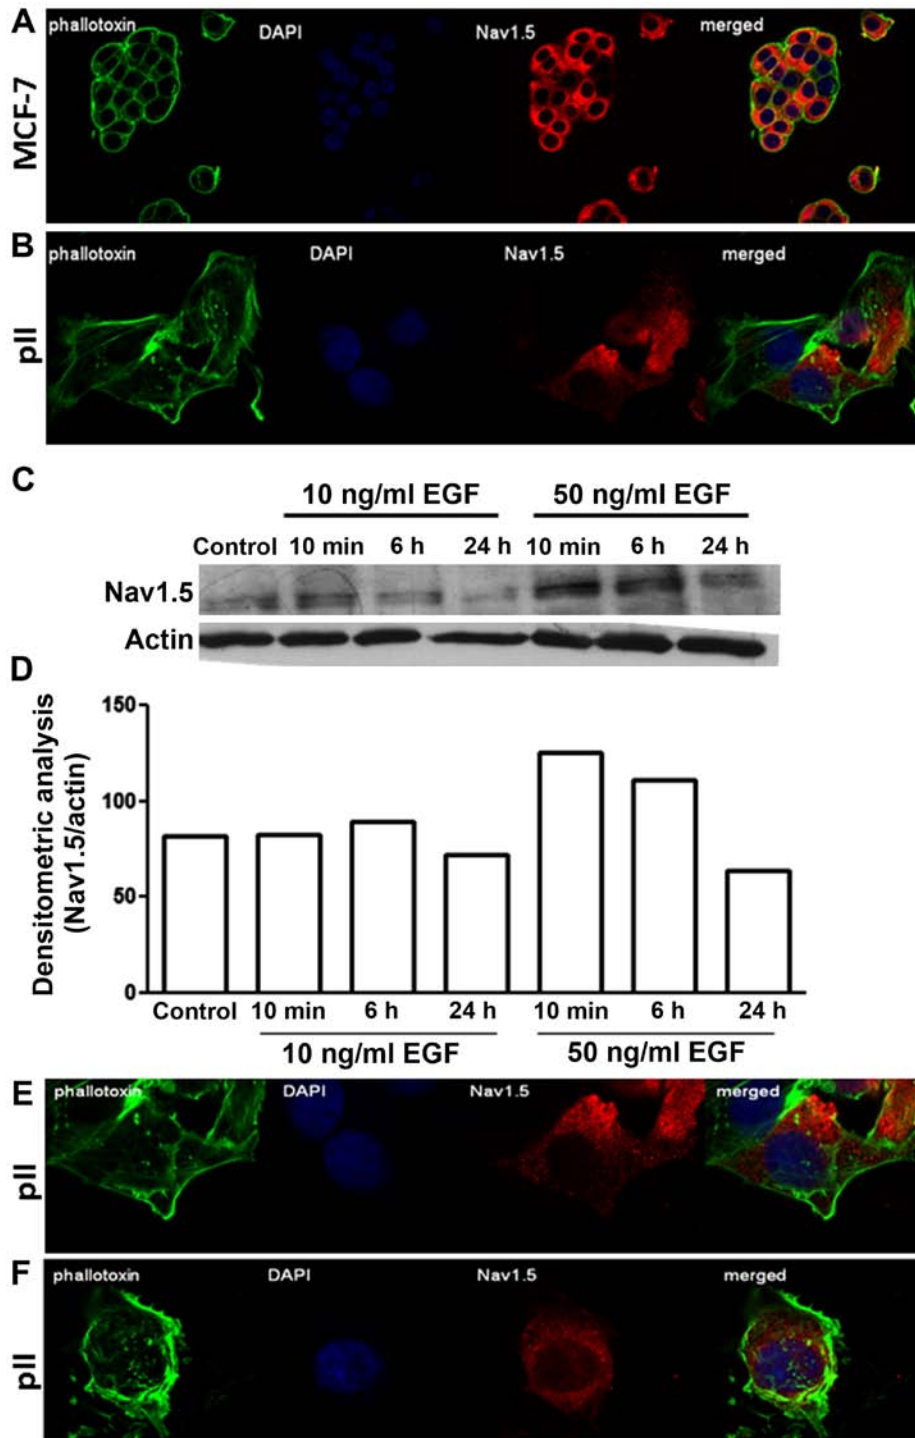 A
phallotoxin DAPI Nav1.5 merged
MCF-7
B
phallotoxin DAPI Nav1.5 merged
pII
C
10 ng/ml EGF 50 ng/ml EGF
Control 10 min 6 h 24 h 10 min 6 h 24 h
Nav1.5
Actin
D
Densitometric analysis
(Nav1.5/actin)
150
100
50
0
Control 10 min 6 h 24 h 10 min 6 h 24 h
10 ng/ml EGF 50 ng/ml EGF
E
phallotoxin DAPI Nav1.5 merged
pII
F
phallotoxin DAPI Nav1.5 merged
pII